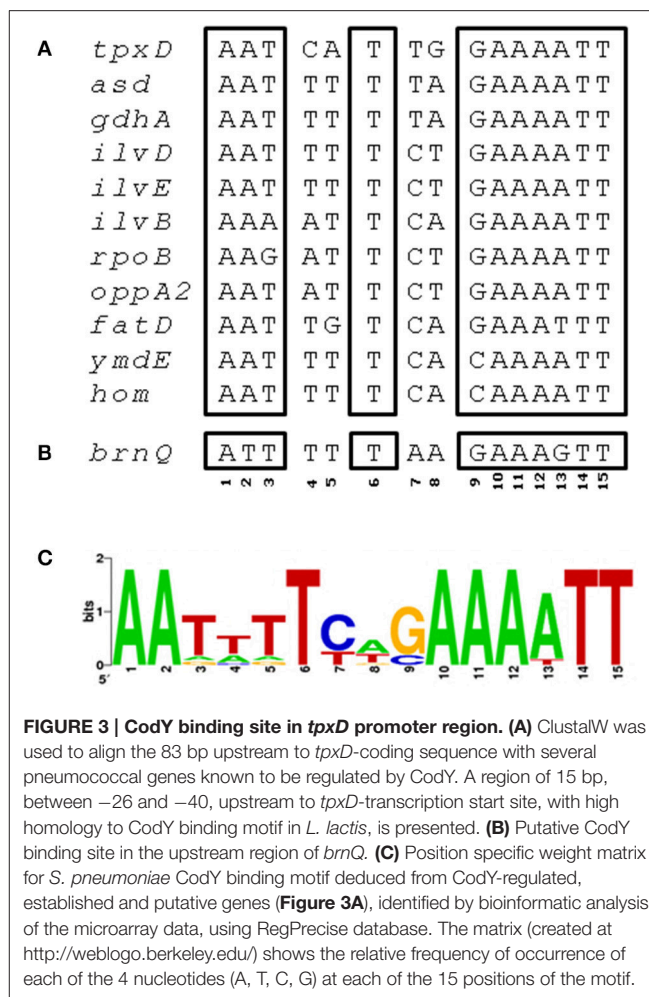 A tpxD AAT CA T TG GAAAATT
asd AAT TT T TA GAAAATT
gdhA AAT TT T TA GAAAATT
ilvD AAT TT T CT GAAAATT
ilvE AAT TT T CT GAAAATT
ilvB AAA AT T CA GAAAATT
rpoB AAG AT T CT GAAAATT
oppA2 AAT AT T CT GAAAATT
fatD AAT TG T CA GAAATTT
ymdE AAT TT T CA CAAAATT
hom AAT TT T CA CAAAATT
B brnQ ATT TT T AA GAAAGTT
1 2 3 4 5 6 7 8 9 10 11 12 13 14 15
C
2
bits
1
0
5′
AATTTTCAGAAAATT
1 2 3 4 5 6 7 8 9 10 11 12 13 14 15
FIGURE 3 | CodY binding site in tpxD promoter region. (A) ClustalW was
used to align the 83 bp upstream to tpxD-coding sequence with several
pneumococcal genes known to be regulated by CodY. A region of 15 bp,
between −26 and −40, upstream to tpxD-transcription start site, with high
homology to CodY binding motif in L. lactis, is presented. (B) Putative CodY
binding site in the upstream region of brnQ. (C) Position specific weight matrix
for S. pneumoniae CodY binding motif deduced from CodY-regulated,
established and putative genes (Figure 3A), identified by bioinformatic analysis
of the microarray data, using RegPrecise database. The matrix (created at
http://weblogo.berkeley.edu/) shows the relative frequency of occurrence of
each of the 4 nucleotides (A, T, C, G) at each of the 15 positions of the motif.